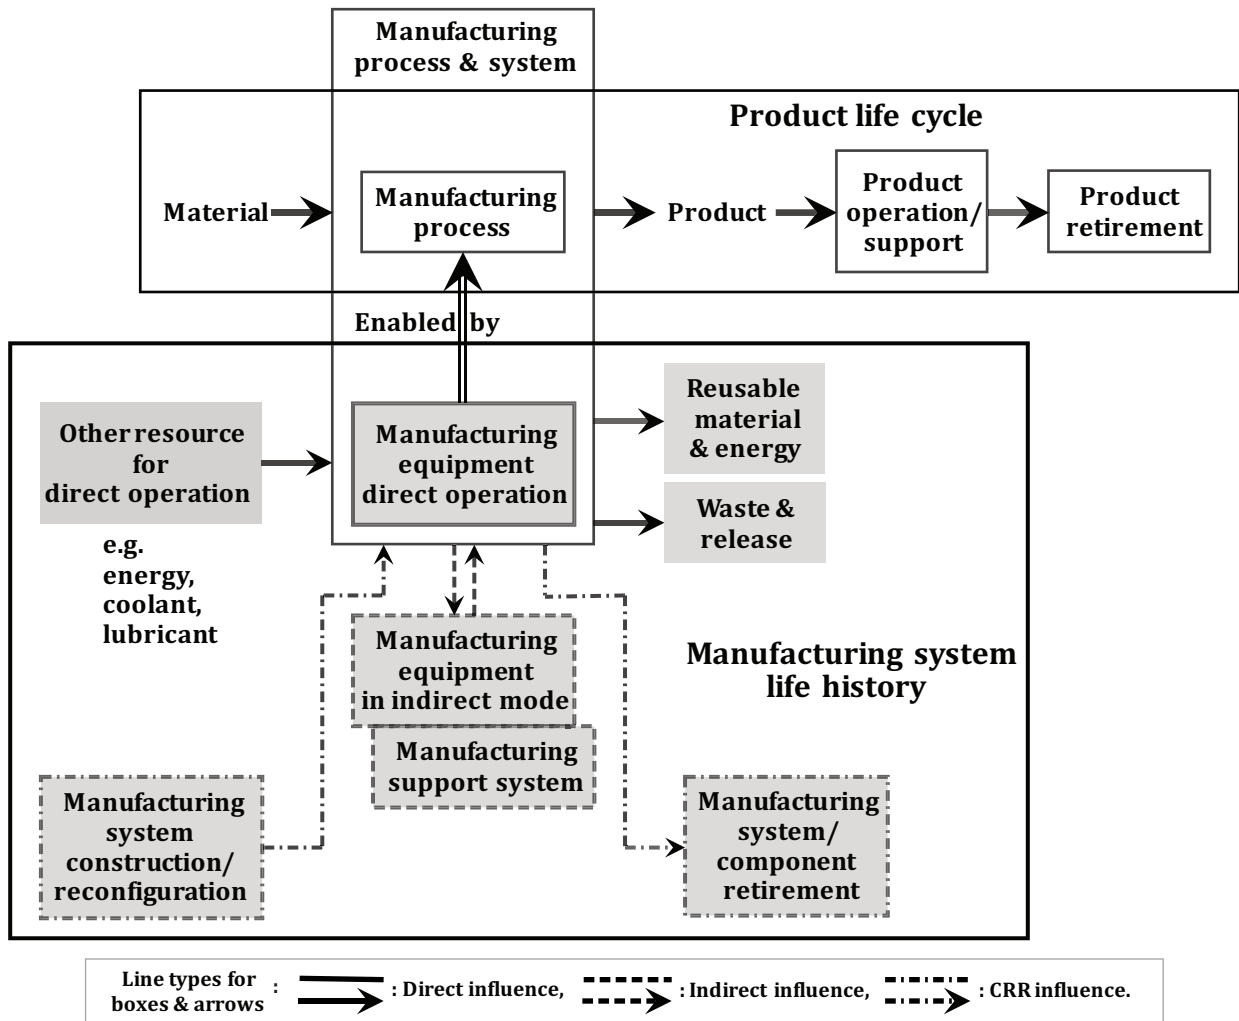 Manufacturing
process & system
Product life cycle
Material
Manufacturing
process
Product
Product
operation/
support
Product
retirement
Enabled by
Other resource
for
direct operation
e.g.
energy,
coolant,
lubricant
Manufacturing
equipment
direct operation
Reusable
material
& energy
Waste &
release
Manufacturing
equipment
in indirect mode
Manufacturing
support system
Manufacturing system
life history
Manufacturing
system
construction/
reconfiguration
Manufacturing
system/
component
retirement
Line types for
boxes & arrows
:
: Direct influence,
: Indirect influence,
: CRR influence.